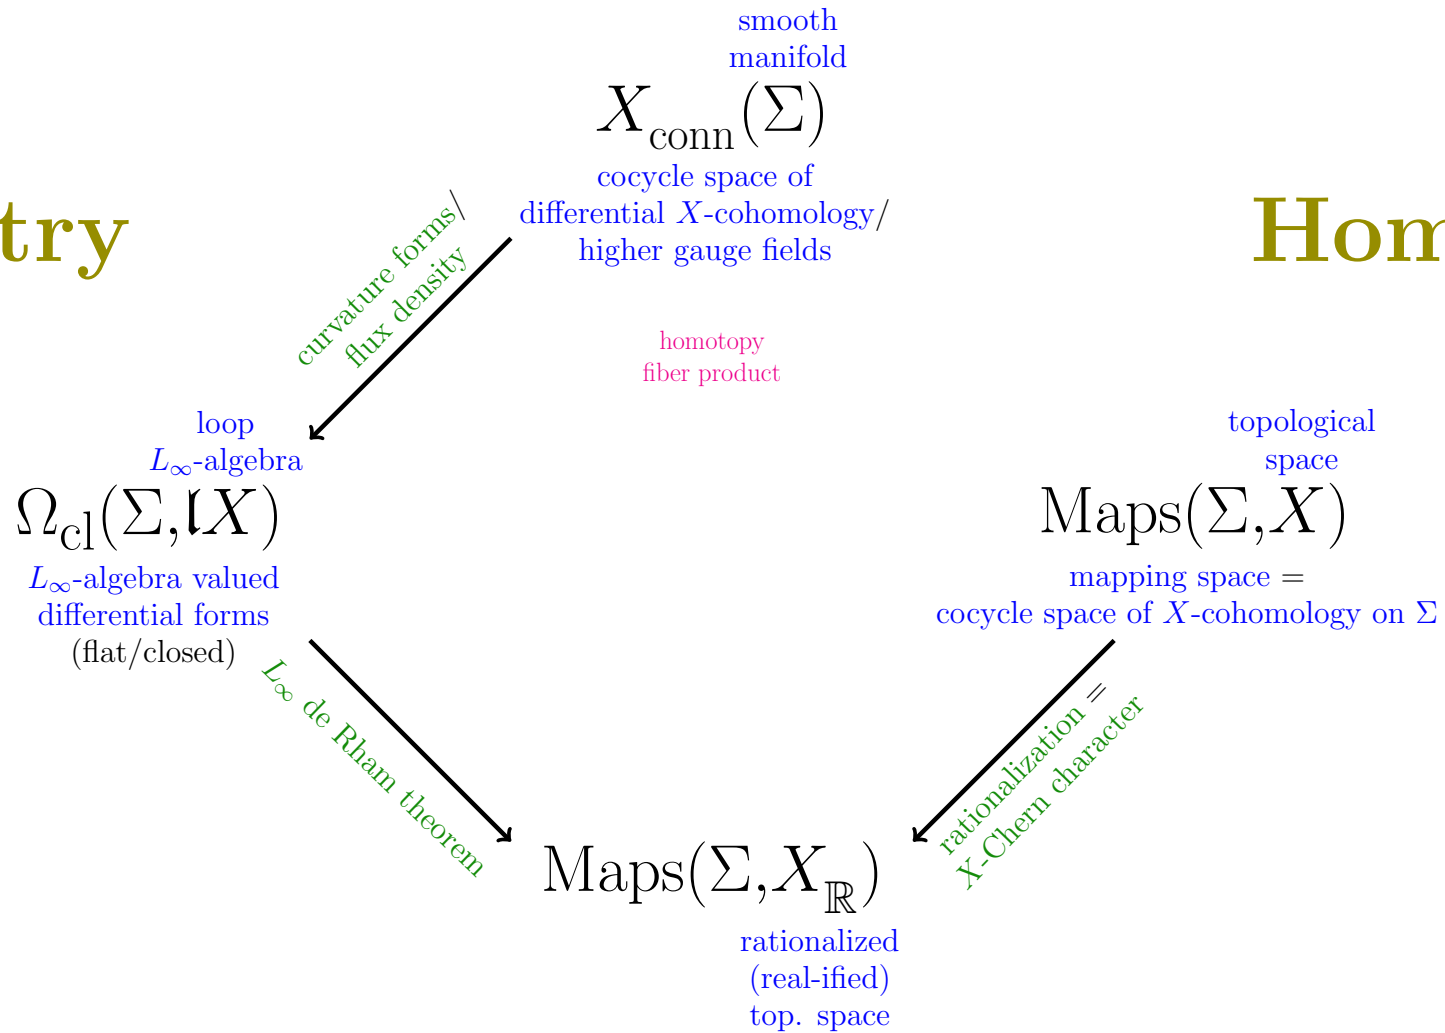 smooth
manifold
X_conn(Σ)
cocycle space of
differential X-cohomology/
higher gauge fields
try
Hom
curvature forms/
flux density
homotopy
fiber product
loop
L∞-algebra
Ω_cl(Σ,𝔩X)
L∞-algebra valued
differential forms
(flat/closed)
topological
space
Maps(Σ,X)
mapping space =
cocycle space of X-cohomology on Σ
L∞ de Rham theorem
rationalization =
X-Chern character
Maps(Σ,X_ℝ)
rationalized
(real-ified)
top. space